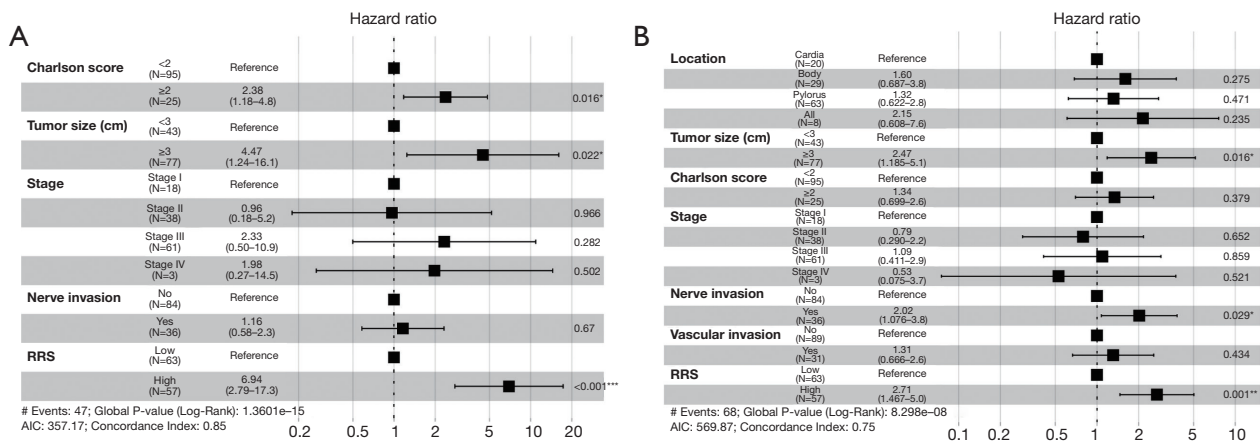 A
Hazard ratio
Charlson score <2 (N=95) Reference
≥2 (N=25) 2.38 (1.18–4.8) 0.016*
Tumor size (cm) <3 (N=43) Reference
≥3 (N=77) 4.47 (1.24–16.1) 0.022*
Stage Stage I (N=18) Reference
Stage II (N=38) 0.96 (0.18–5.2) 0.966
Stage III (N=61) 2.33 (0.50–10.9) 0.282
Stage IV (N=3) 1.98 (0.27–14.5) 0.502
Nerve invasion No (N=84) Reference
Yes (N=36) 1.16 (0.58–2.3) 0.67
RRS Low (N=63) Reference
High (N=57) 6.94 (2.79–17.3) <0.001***
# Events: 47; Global P-value (Log-Rank): 1.3601e−15
AIC: 357.17; Concordance Index: 0.85
0.2 0.5 1 2 5 10 20
B
Hazard ratio
Location Cardia (N=20) Reference
Body (N=29) 1.60 (0.687–3.8) 0.275
Pylorus (N=63) 1.32 (0.622–2.8) 0.471
All (N=8) 2.15 (0.608–7.6) 0.235
Tumor size (cm) <3 (N=43) Reference
≥3 (N=77) 2.47 (1.185–5.1) 0.016*
Charlson score <2 (N=95) Reference
≥2 (N=25) 1.34 (0.699–2.6) 0.379
Stage Stage I (N=18) Reference
Stage II (N=38) 0.79 (0.290–2.2) 0.652
Stage III (N=61) 1.09 (0.411–2.9) 0.859
Stage IV (N=3) 0.53 (0.075–3.7) 0.521
Nerve invasion No (N=84) Reference
Yes (N=36) 2.02 (1.076–3.8) 0.029*
Vascular invasion No (N=89) Reference
Yes (N=31) 1.31 (0.666–2.6) 0.434
RRS Low (N=63) Reference
High (N=57) 2.71 (1.467–5.0) 0.001**
# Events: 68; Global P-value (Log-Rank): 8.298e−08
AIC: 569.87; Concordance Index: 0.75
0.1 0.2 0.5 1 2 5 10